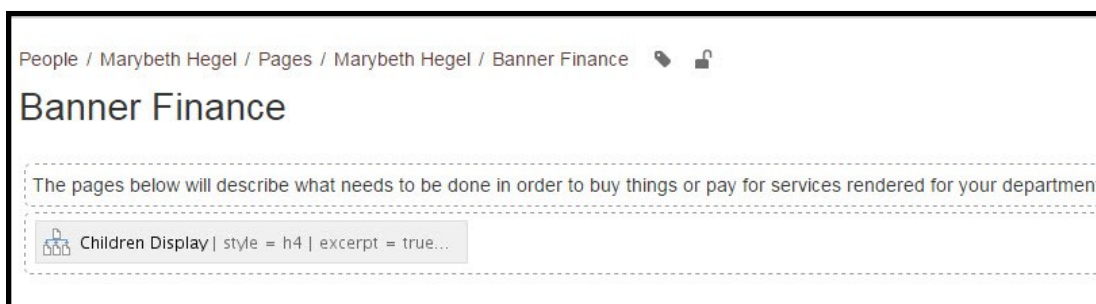 People / Marybeth Hegel / Pages / Marybeth Hegel / Banner Finance
Banner Finance
The pages below will describe what needs to be done in order to buy things or pay for services rendered for your departmen
Children Display | style = h4 | excerpt = true...